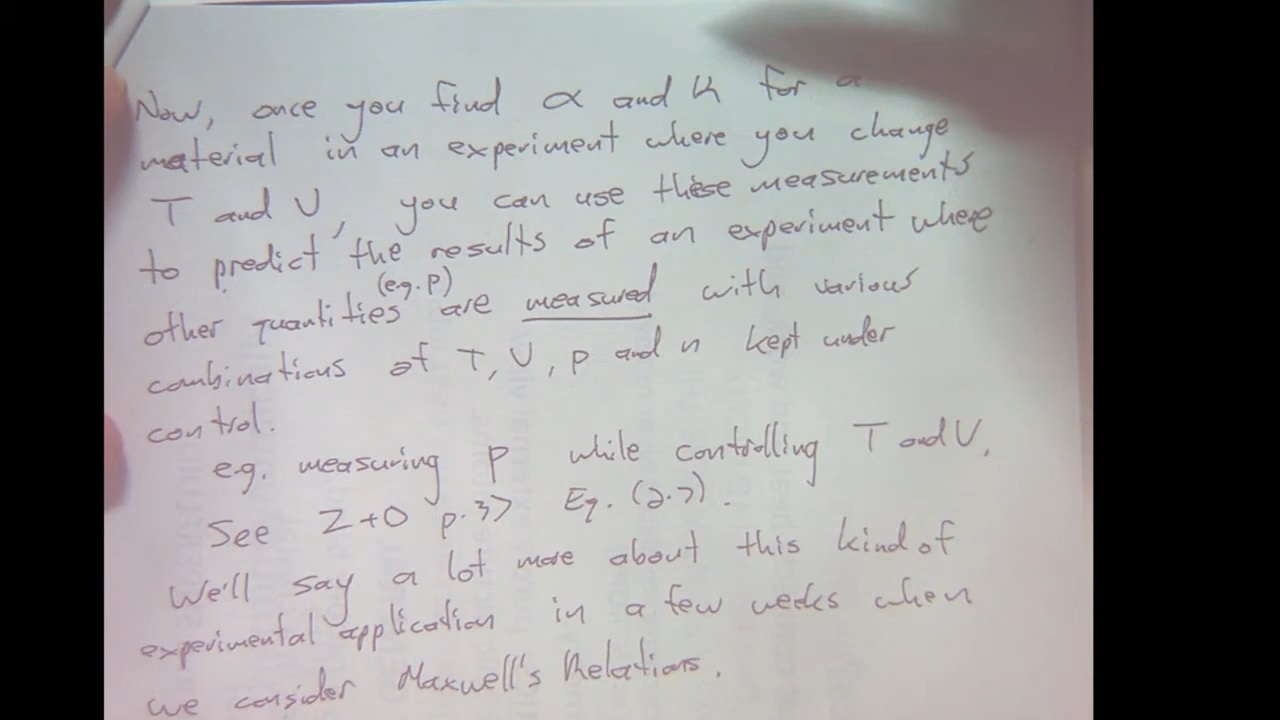 Now, once you find α and K for a
material in an experiment where you change
T and V, you can use these measurements
to predict the results of an experiment where
(e.g. P)
other quantities are measured with various
combinations of T, V, P and n kept under
control.
e.g. measuring P while controlling T and V.
See Z+O p. 37 Eq. (2.7).
We'll say a lot more about this kind of
experimental application in a few weeks when
we consider Maxwell's Relations.